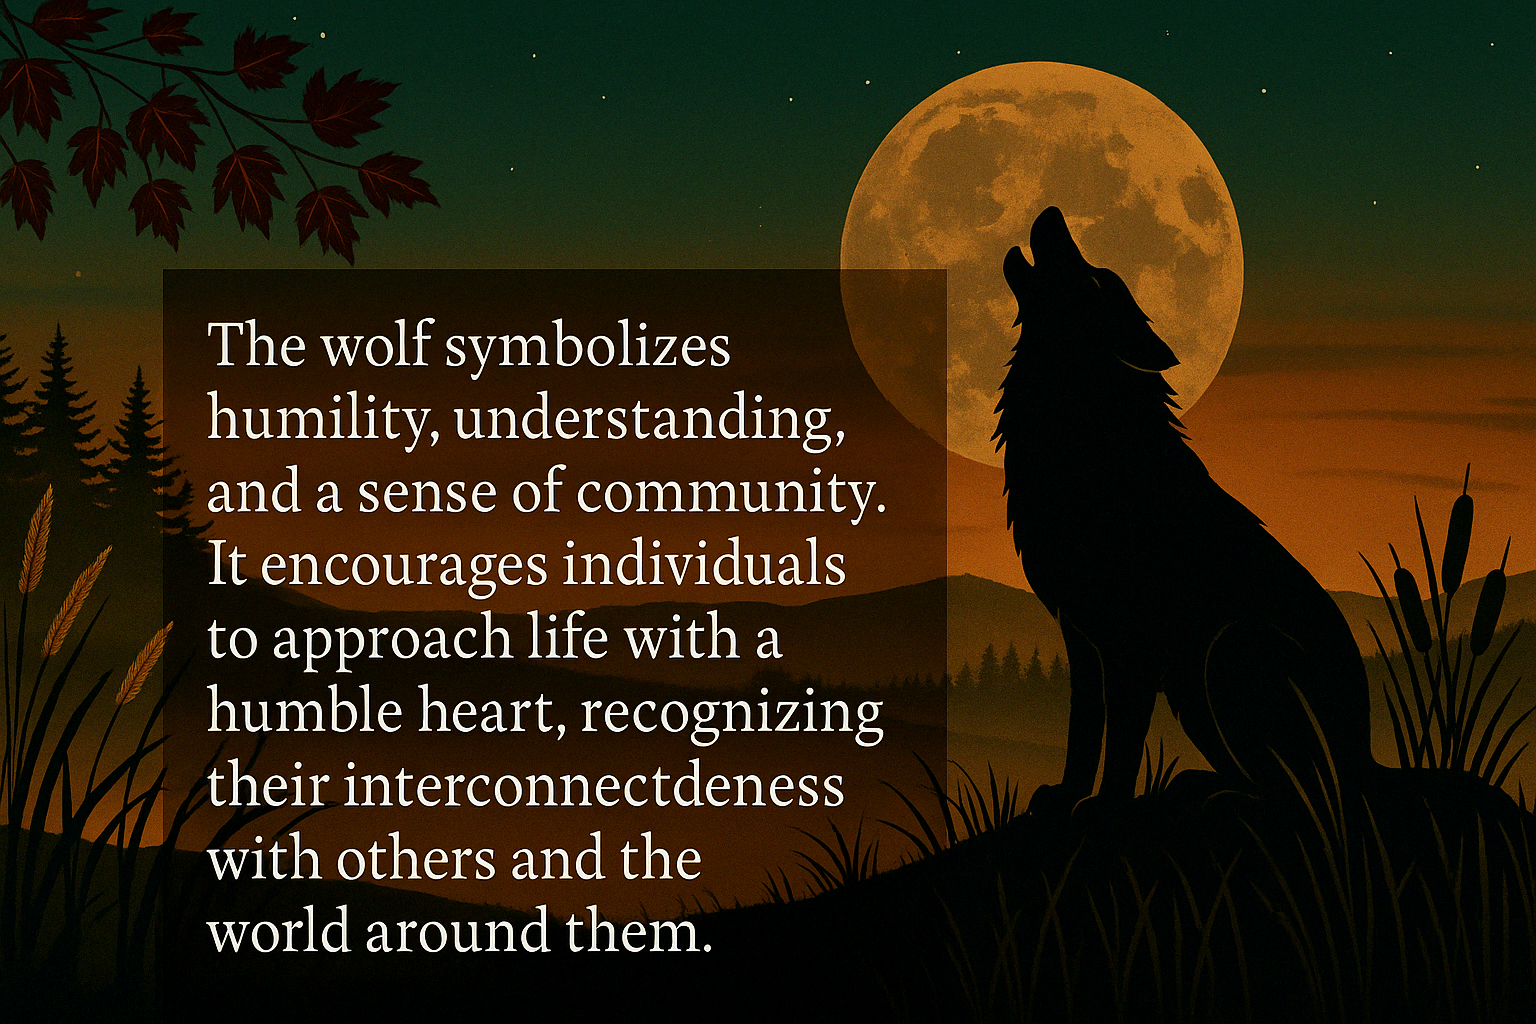 The wolf symbolizes
humility, understanding,
and a sense of community.
It encourages individuals
to approach life with a
humble heart, recognizing
their interconnectdeness
with others and the
world around them.